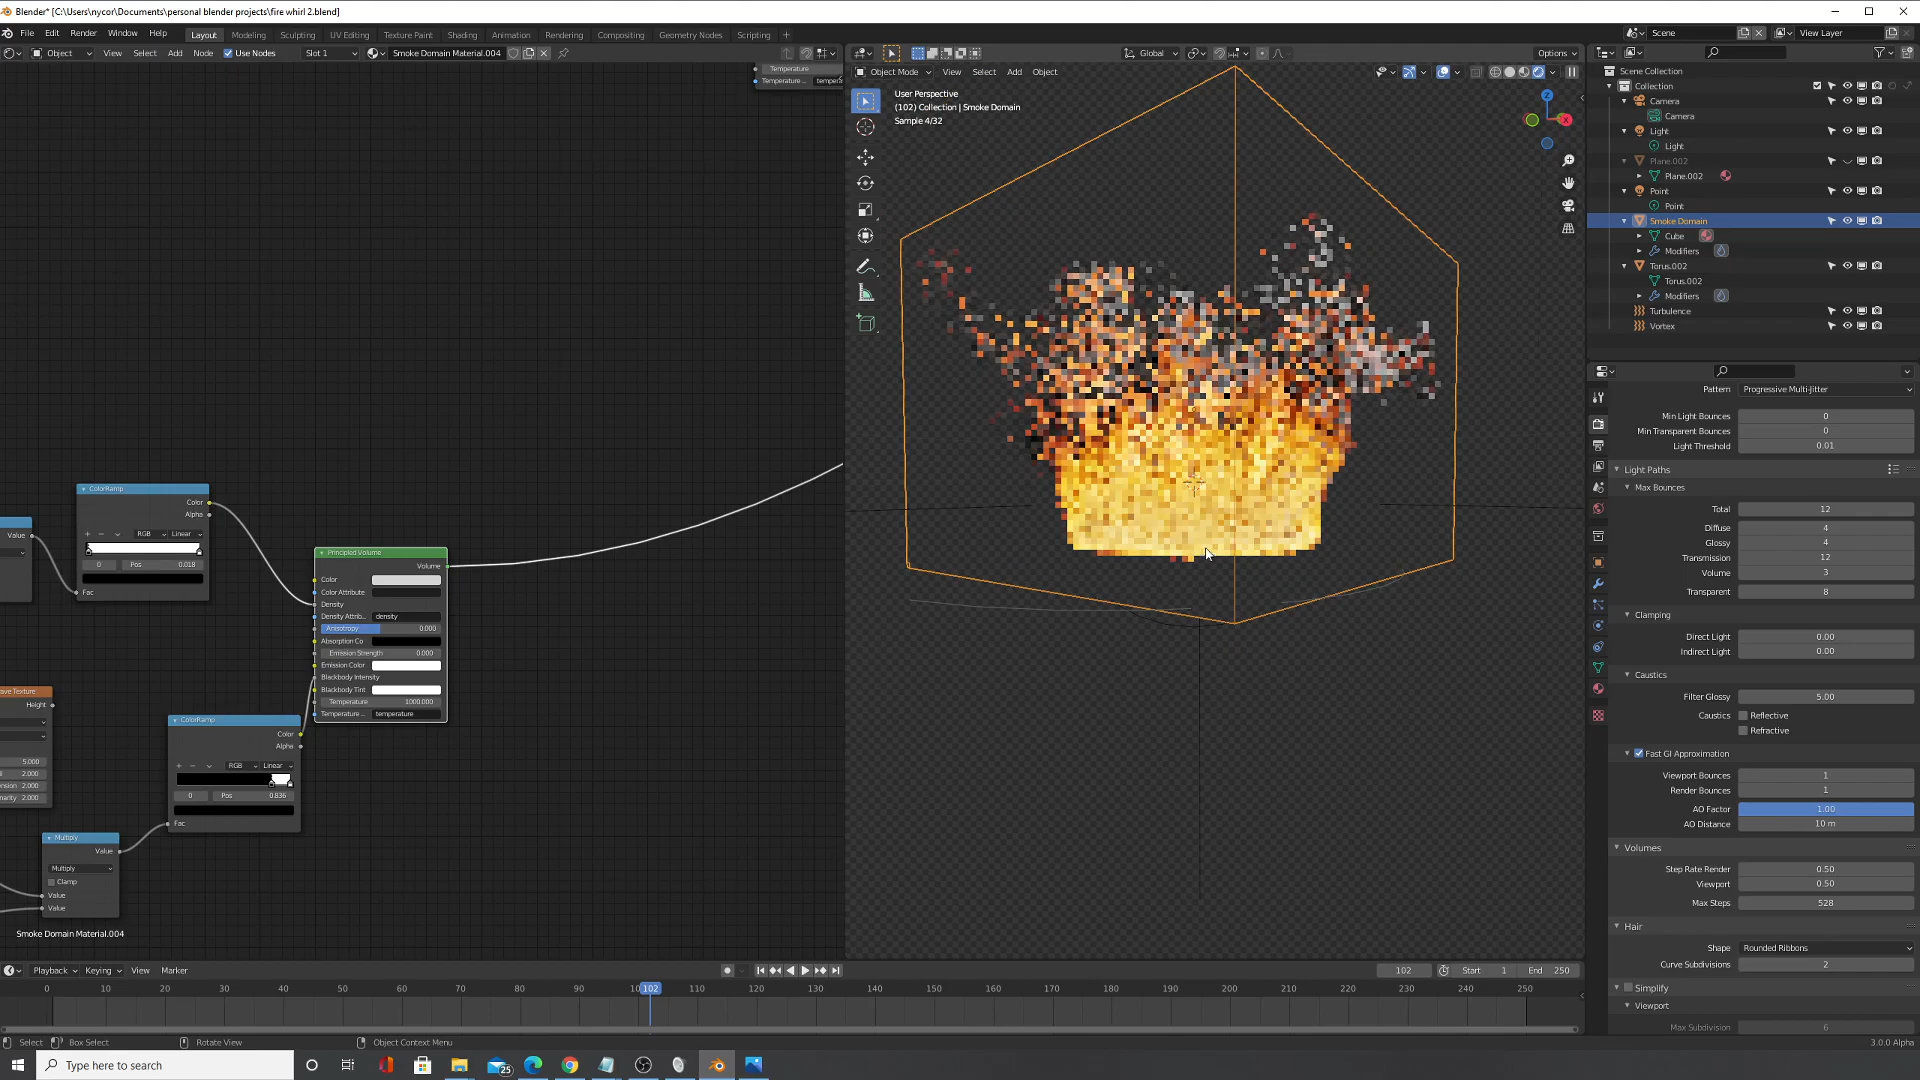 Blender* [C:\Users\nycor\Documents\personal blender projects\fire whirl 2.blend]
File Edit Render Window Help Layout Modeling Sculpting UV Editing Texture Paint Shading Animation Rendering Compositing Geometry Nodes Scripting + Scene View Layer
Object View Select Add Node Use Nodes Slot 1 Smoke Domain Material.004 Global Options
Object Mode View Select Add Object
Temperature
Temperature ...
User Perspective
(102) Collection | Smoke Domain
Sample 4/32
Scene Collection
Collection
Camera
Camera
Light
Light
Plane.002
Plane.002
Point
Point
Smoke Domain
Cube
Modifiers
Torus.002
Torus.002
Modifiers
Turbulence
Vortex
Pattern Progressive Multi-Jitter
Min Light Bounces 0
Min Transparent Bounces 0
Light Threshold 0.01
Light Paths
Max Bounces
Total 12
Diffuse 4
Glossy 4
Transmission 12
Volume 3
Transparent 8
Clamping
Direct Light 0.00
Indirect Light 0.00
Caustics
Filter Glossy 5.00
Caustics Reflective
Refractive
Fast GI Approximation
Viewport Bounces 1
Render Bounces 1
AO Factor 1.00
AO Distance 10 m
Volumes
Step Rate Render 0.50
Viewport 0.50
Max Steps 528
Hair
Shape Rounded Ribbons
Curve Subdivisions 2
Simplify
Viewport
Max Subdivision 6
ColorRamp
Color
Alpha
RGB Linear
0 Pos 0.018
Fac
Value
Principled Volume
Volume
Color
Color Attribute
Density
Density Attrib... density
Anisotropy 0.000
Absorption Co
Emission Strength 0.000
Emission Color
Blackbody Intensity
Blackbody Tint
Temperature 1000.000
Temperature ... temperature
ave Texture
Height
5.000
2.000
nsion 2.000
narity 2.000
ColorRamp
Color
Alpha
RGB Linear
0 Pos 0.836
Fac
Multiply
Value
Multiply
Clamp
Value
Value
Smoke Domain Material.004
Playback Keying View Marker 102 Start 1 End 250
0 10 20 30 40 50 60 70 80 90 10 102 110 120 130 140 150 160 170 180 190 200 210 220 230 240 250
Select Box Select Rotate View Object Context Menu 3.0.0 Alpha
Type here to search 25